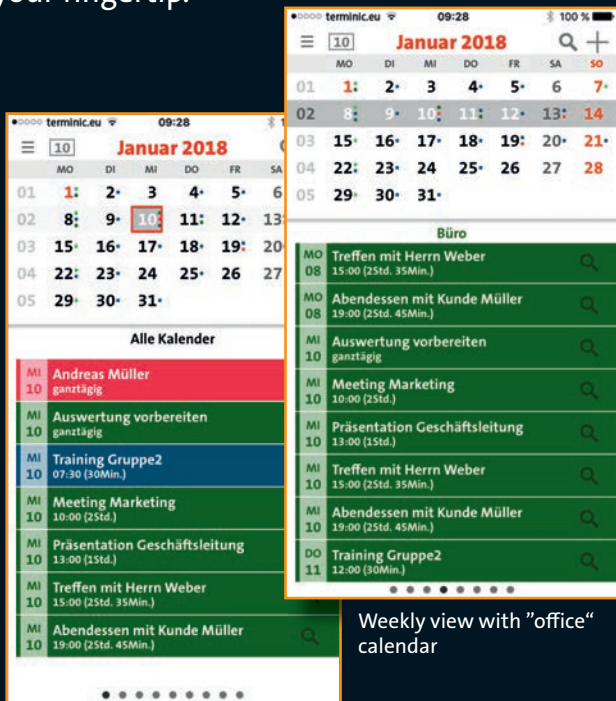 your fingertip.
terminic.eu 09:28
10 Januar 2018
MO DI MI DO FR SA
01 1 2 3 4 5 6
02 8 9 10 11 12 13
03 15 16 17 18 19 20
04 22 23 24 25 26 27
05 29 30 31
Alle Kalender
MI 10 Andreas Müller
ganztägig
MI 10 Auswertung vorbereiten
ganztägig
MI 10 Training Gruppe2
07:30 (30Min.)
MI 10 Meeting Marketing
10:00 (2Std.)
MI 10 Präsentation Geschäftsleitung
13:00 (1Std.)
MI 10 Treffen mit Herrn Weber
15:00 (2Std. 35Min.)
MI 10 Abendessen mit Kunde Müller
19:00 (2Std. 45Min.)
terminic.eu 09:28 100 %
10 Januar 2018
MO DI MI DO FR SA SO
01 1 2 3 4 5 6 7
02 8 9 10 11 12 13 14
03 15 16 17 18 19 20 21
04 22 23 24 25 26 27 28
05 29 30 31
Büro
MO 08 Treffen mit Herrn Weber
15:00 (2Std. 35Min.)
MO 08 Abendessen mit Kunde Müller
19:00 (2Std. 45Min.)
MI 10 Auswertung vorbereiten
ganztägig
MI 10 Meeting Marketing
10:00 (2Std.)
MI 10 Präsentation Geschäftsleitung
13:00 (1Std.)
MI 10 Treffen mit Herrn Weber
15:00 (2Std. 35Min.)
MI 10 Abendessen mit Kunde Müller
19:00 (2Std. 45Min.)
DO 11 Training Gruppe2
12:00 (30Min.)
Weekly view with ”office“
calendar